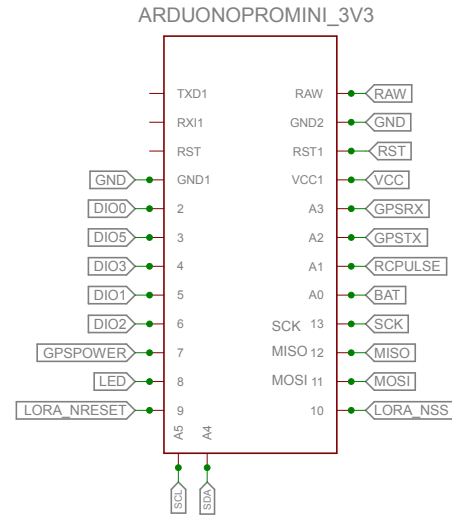 ARDUONOPROMINI_3V3
TXD1 RAW RAW
RXI1 GND2 GND
RST RST1 RST
GND GND1 VCC1 VCC
DIO0 2 A3 GPSRX
DIO5 3 A2 GPSTX
DIO3 4 A1 RCPULSE
DIO1 5 A0 BAT
DIO2 6 SCK 13 SCK
GPSPOWER 7 MISO 12 MISO
LED 8 MOSI 11 MOSI
LORA_NRESET 9 10 LORA_NSS
A5 A4
SCL SDA